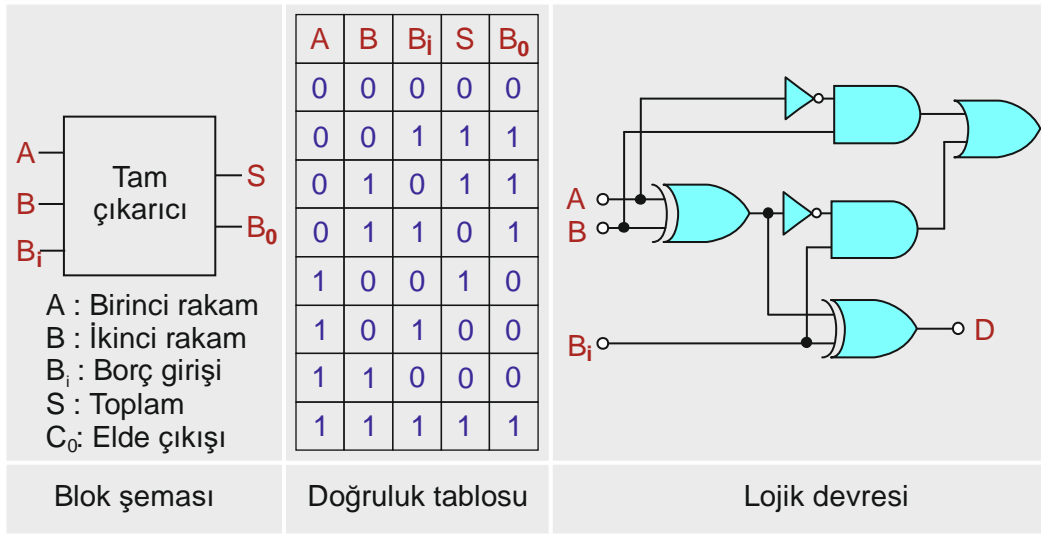 A
B
Bi
Tam
çıkarıcı
S
B0
A : Birinci rakam
B : İkinci rakam
Bi : Borç girişi
S : Toplam
C0: Elde çıkışı
Blok şeması
A B Bi S B0
0 0 0 0 0
0 0 1 1 1
0 1 0 1 1
0 1 1 0 1
1 0 0 1 0
1 0 1 0 0
1 1 0 0 0
1 1 1 1 1
Doğruluk tablosu
A
B
Bi
D
Lojik devresi